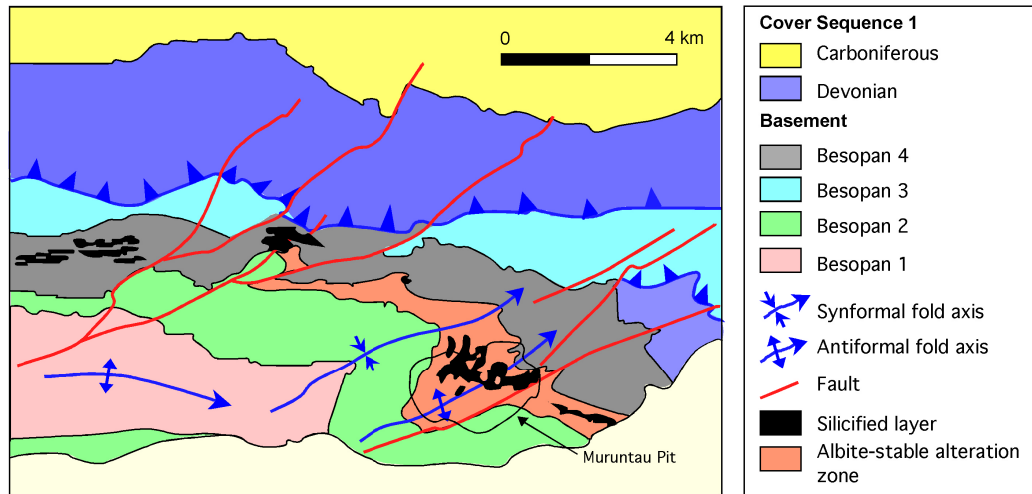 0 4 km
Muruntau Pit
Cover Sequence 1
Carboniferous
Devonian
Basement
Besopan 4
Besopan 3
Besopan 2
Besopan 1
Synformal fold axis
Antiformal fold axis
Fault
Silicified layer
Albite-stable alteration
zone